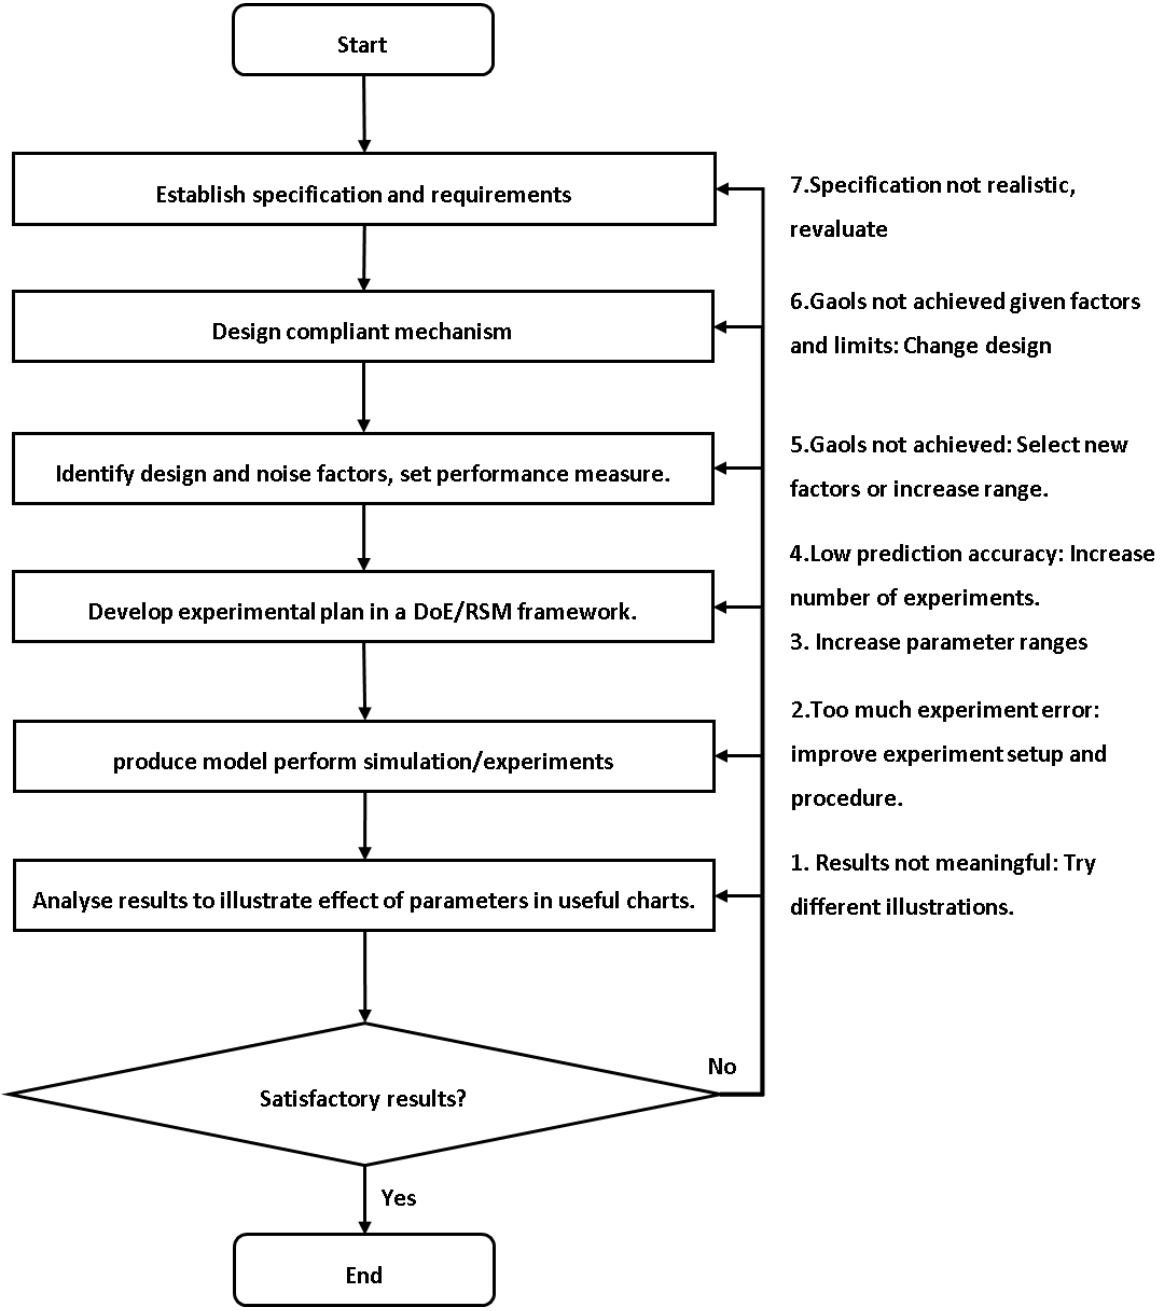 Start
Establish specification and requirements
7.Specification not realistic,
revaluate
Design compliant mechanism
6.Gaols not achieved given factors
and limits: Change design
Identify design and noise factors, set performance measure.
5.Gaols not achieved: Select new
factors or increase range.
Develop experimental plan in a DoE/RSM framework.
4.Low prediction accuracy: Increase
number of experiments.
3. Increase parameter ranges
produce model perform simulation/experiments
2.Too much experiment error:
improve experiment setup and
procedure.
Analyse results to illustrate effect of parameters in useful charts.
1. Results not meaningful: Try
different illustrations.
Satisfactory results?
No
Yes
End